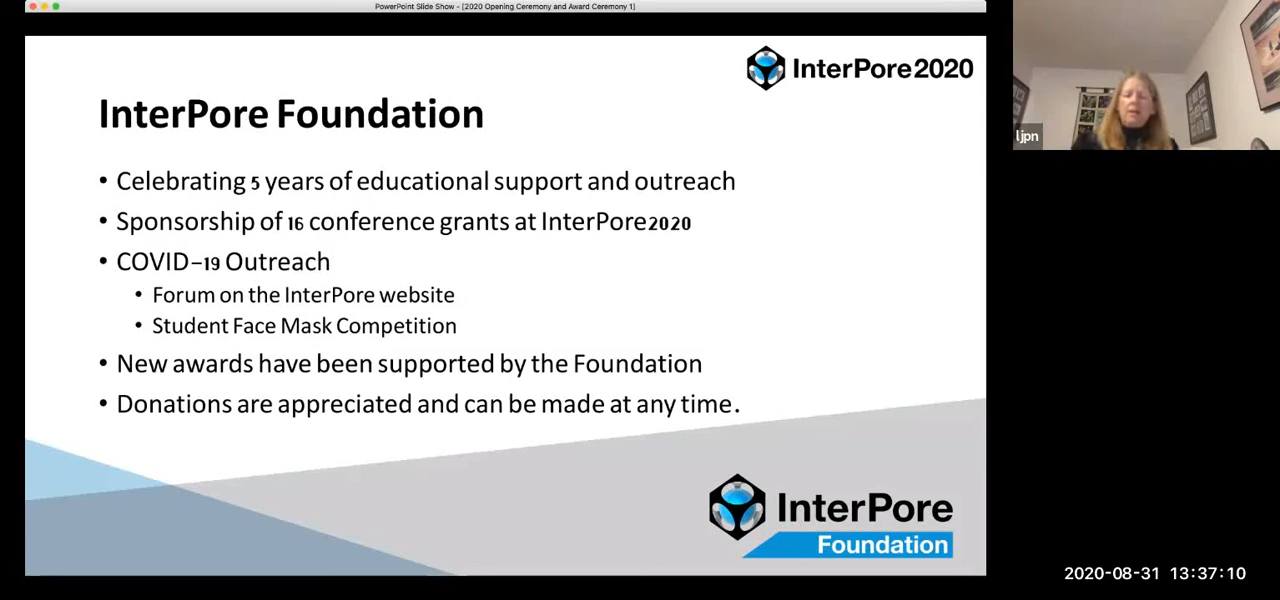 PowerPoint Slide Show - [2020 Opening Ceremony and Award Ceremony 1]
InterPore2020
InterPore Foundation
• Celebrating 5 years of educational support and outreach
• Sponsorship of 16 conference grants at InterPore2020
• COVID-19 Outreach
• Forum on the InterPore website
• Student Face Mask Competition
• New awards have been supported by the Foundation
• Donations are appreciated and can be made at any time.
InterPore
Foundation
ljpn
2020-08-31 13:37:10